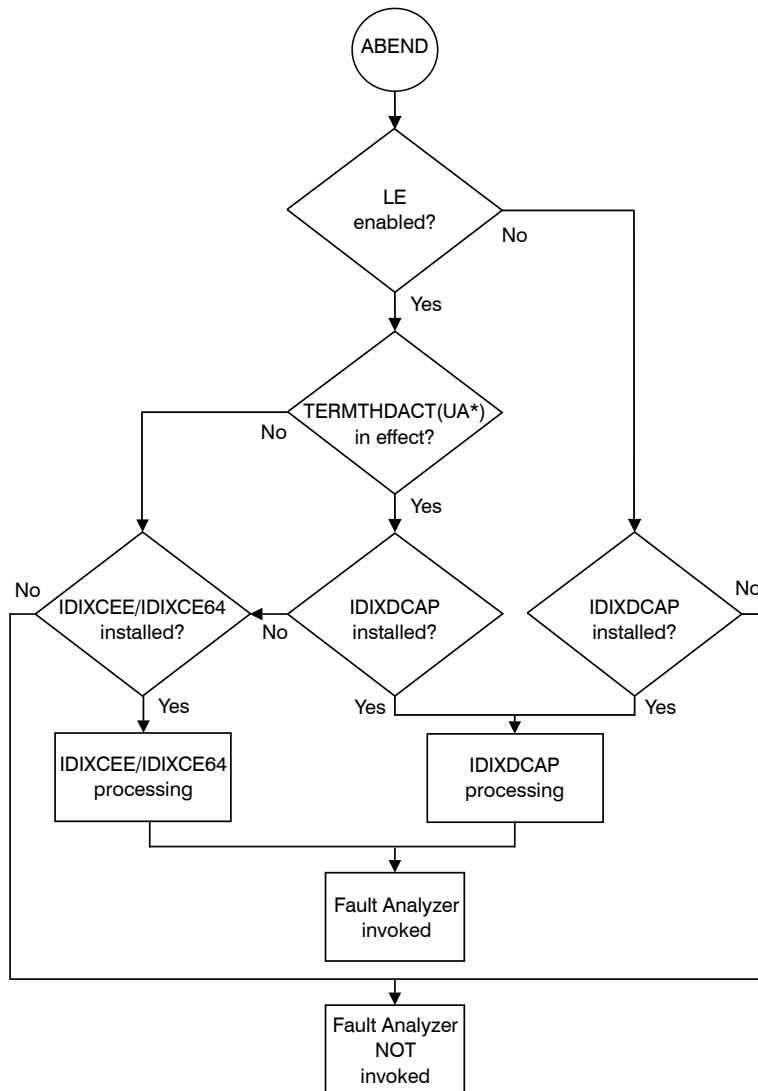 ABEND
LE
enabled?
No
Yes
TERMTHDACT(UA*)
in effect?
No
Yes
No
IDIXCEE/IDIXCE64
installed?
No
IDIXDCAP
installed?
IDIXDCAP
installed?
No
Yes
Yes
Yes
IDIXCEE/IDIXCE64
processing
IDIXDCAP
processing
Fault Analyzer
invoked
Fault Analyzer
NOT
invoked